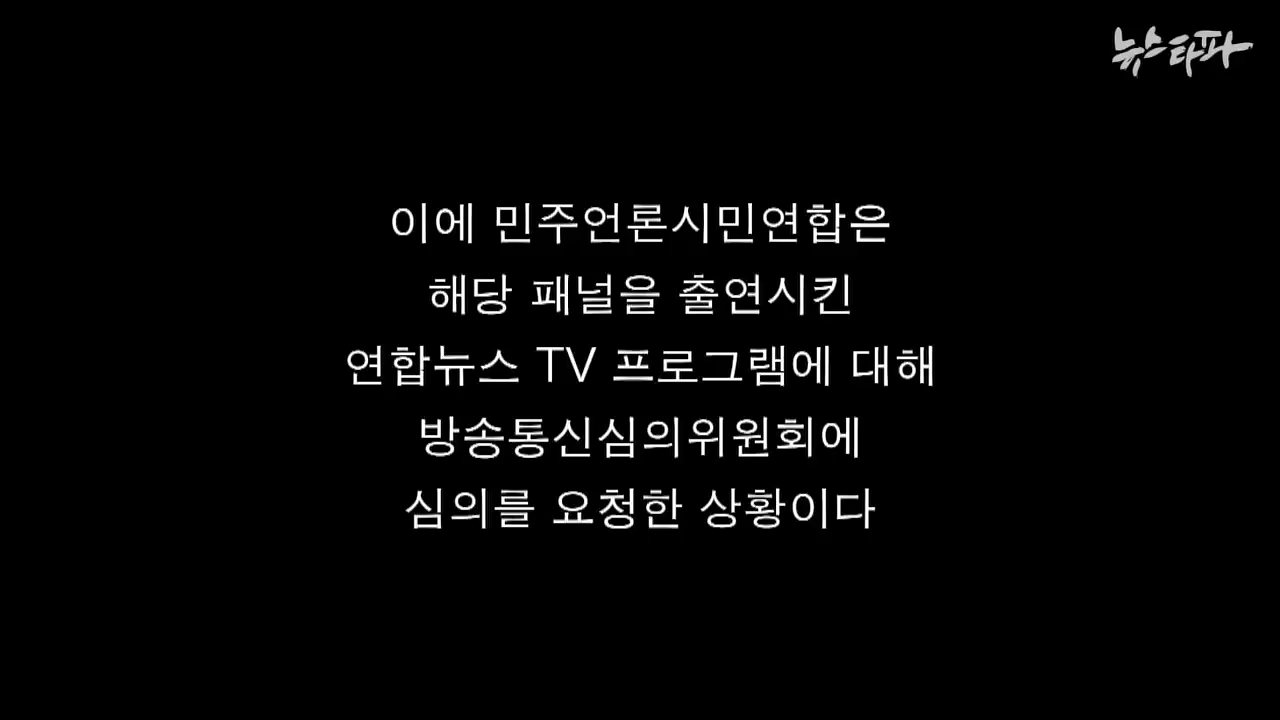 뉴스타파
이에 민주언론시민연합은
해당 패널을 출연시킨
연합뉴스 TV 프로그램에 대해
방송통신심의위원회에
심의를 요청한 상황이다